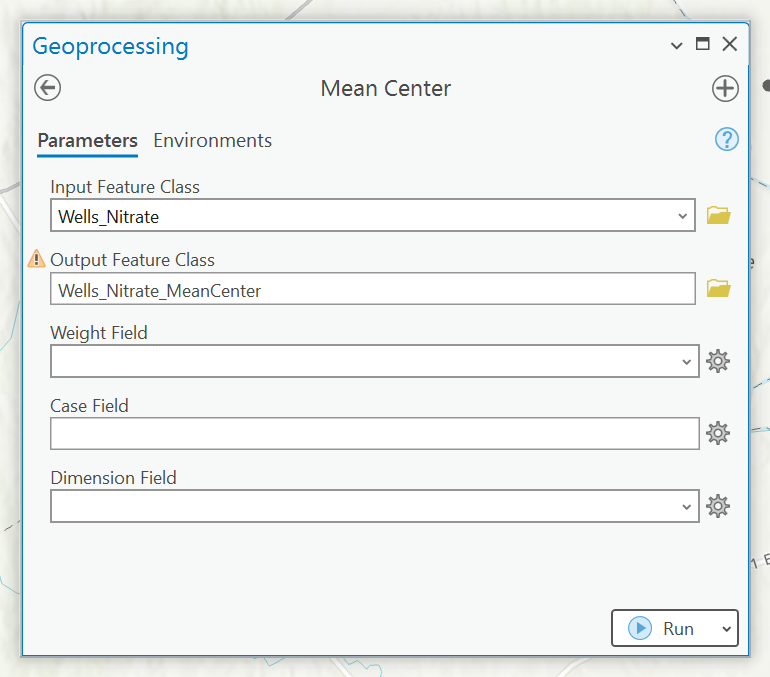 Geoprocessing
Mean Center
Parameters Environments
Input Feature Class
Wells_Nitrate
Output Feature Class
Wells_Nitrate_MeanCenter
Weight Field
Case Field
Dimension Field
Run